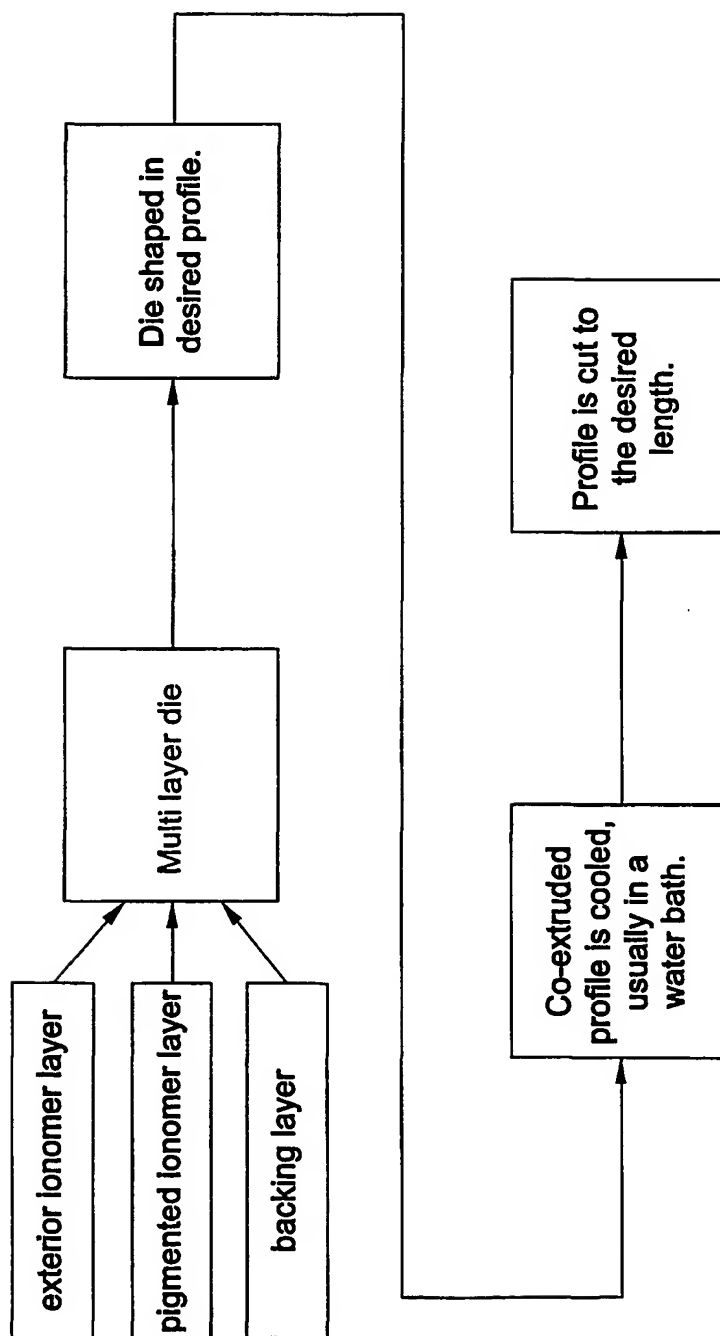 exterior ionomer layer
pigmented ionomer layer
backing layer
Multi layer die
Die shaped in
desired profile.
Co-extruded
profile is cooled,
usually in a
water bath.
Profile is cut to
the desired
length.